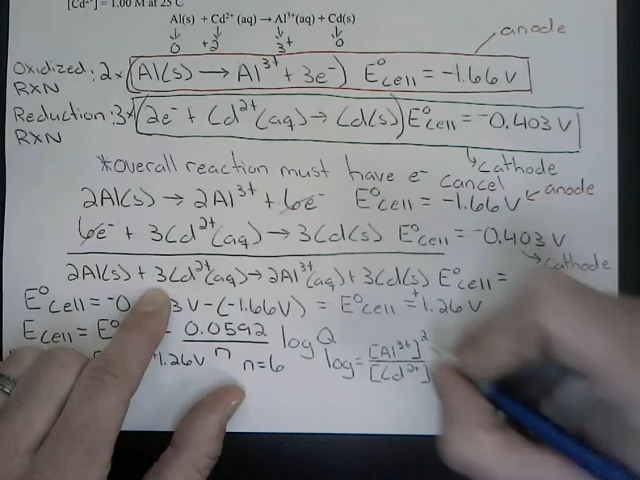 [Cd²⁺] = 1.00 M at 25 C
Al(s) + Cd²⁺ (aq) → Al³⁺(aq) + Cd(s)
0 +2 3+ 0
anode
Oxidized: 2x (Al(s) → Al³⁺ + 3e⁻) E°cell = -1.66 V
RXN
Reduction: 3x (2e⁻ + Cd²⁺(aq) → Cd(s)) E°cell = -0.403 V
RXN
cathode
*overall reaction must have e⁻ cancel
2Al(s) → 2Al³⁺ + 6e⁻ E°cell = -1.66 V anode
6e⁻ + 3Cd²⁺(aq) → 3Cd(s) E°cell = -0.403 V
cathode
2Al(s) + 3Cd²⁺(aq) → 2Al³⁺(aq) + 3Cd(s) E°cell =
E°cell = -0 3 V - (-1.66V) = E°cell = +1.26 V
Ecell = E° - 0.0592 / n log Q
+1.26V n=6 log = [Al³⁺]² / [Cd²⁺]